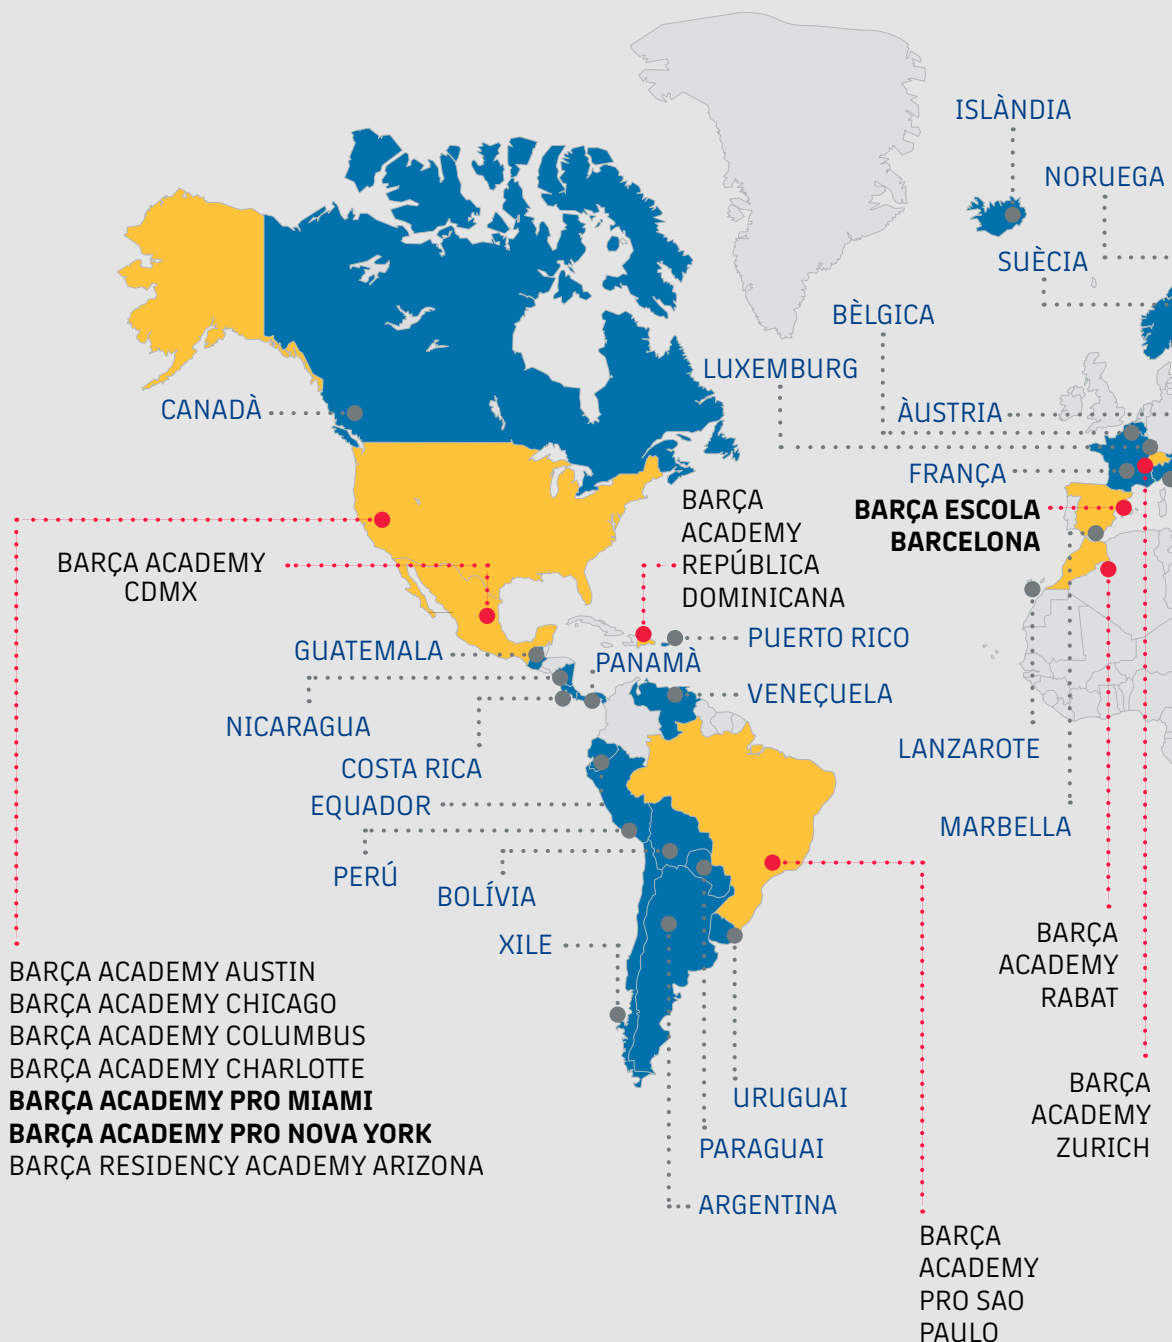 ISLÀNDIA
NORUEGA
SUÈCIA
BÈLGICA
LUXEMBURG
ÀUSTRIA
CANADÀ
FRANÇA
BARÇA ESCOLA
BARCELONA
BARÇA
ACADEMY
REPÚBLICA
DOMINICANA
BARÇA ACADEMY
CDMX
PUERTO RICO
GUATEMALA
PANAMÀ
VENEÇUELA
NICARAGUA
LANZAROTE
COSTA RICA
EQUADOR
MARBELLA
PERÚ
BOLÍVIA
XILE
BARÇA
ACADEMY
RABAT
BARÇA ACADEMY AUSTIN
BARÇA ACADEMY CHICAGO
BARÇA ACADEMY COLUMBUS
BARÇA ACADEMY CHARLOTTE
BARÇA ACADEMY PRO MIAMI
BARÇA ACADEMY PRO NOVA YORK
BARÇA RESIDENCY ACADEMY ARIZONA
URUGUAI
PARAGUAI
ARGENTINA
BARÇA
ACADEMY
ZURICH
BARÇA
ACADEMY
PRO SAO
PAULO